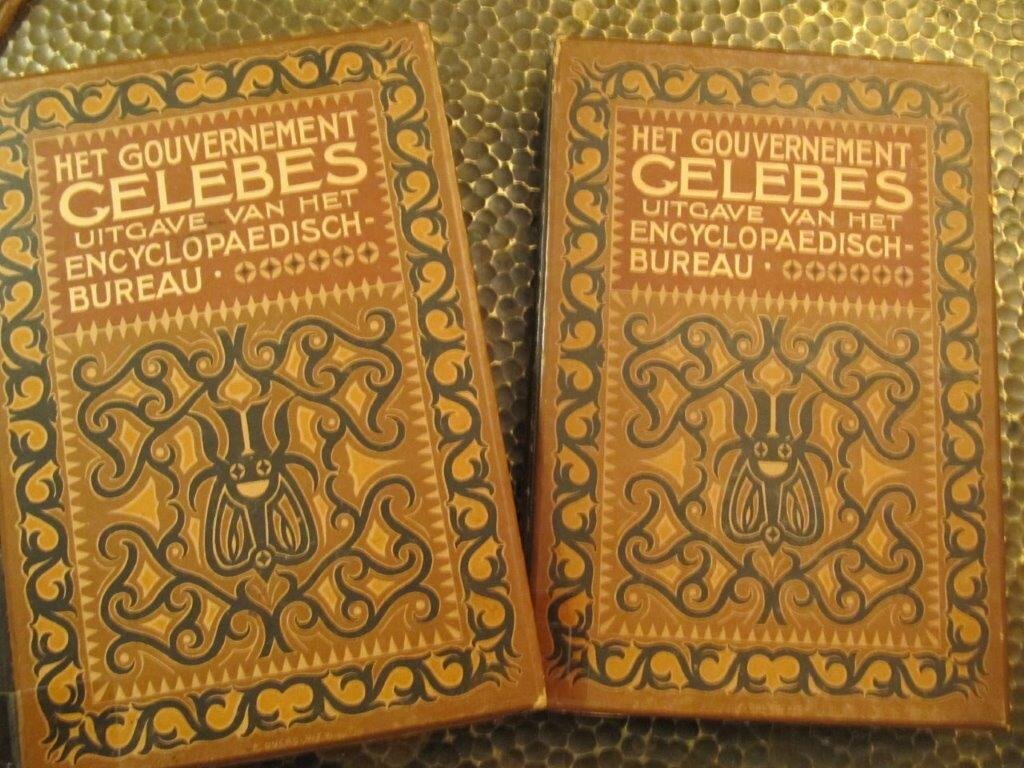 HET GOUVERNEMENT
CELEBES
UITGAVE VAN HET
ENCYCLOPAEDISCH-
BUREAU ·
HET GOUVERNEMENT
CELEBES
UITGAVE VAN HET
ENCYCLOPAEDISCH-
BUREAU ·